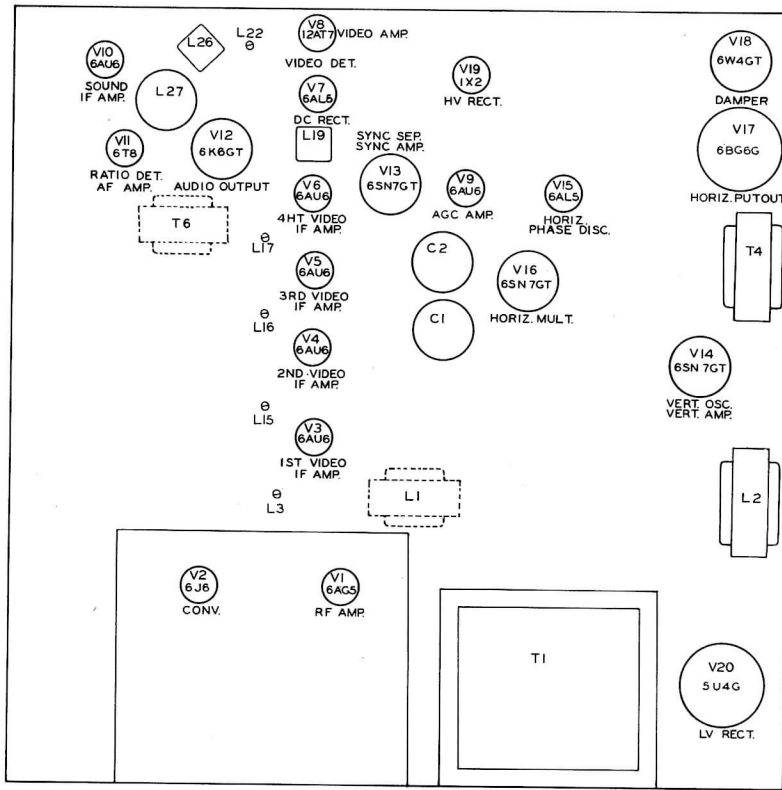 L22
V8
12AT7 VIDEO AMP.
VIDEO DET.
L26
V10
6AU6
SOUND
IF AMP.
L27
V7
6AL5
DC RECT.
L19
V19
1X2
HV RECT.
V18
6W4GT
DAMPER
V17
6BG6G
HORIZ.PUTOUT
V11
6T8
RATIO DET.
AF AMP.
V12
6K6GT
AUDIO OUTPUT
SYNC SEP.
SYNC AMP.
V13
6SN7GT
V6
6AU6
4HT VIDEO
IF AMP.
V9
6AU6
AGC AMP.
V15
6AL5
HORIZ.
PHASE DISC.
T6
L17
C2
V16
6SN7GT
HORIZ. MULT.
T4
V5
6AU6
3RD VIDEO
IF AMP.
L16
C1
V4
6AU6
2ND VIDEO
IF AMP.
V14
6SN7GT
VERT. OSC.
VERT. AMP.
L15
V3
6AU6
1ST VIDEO
IF AMP.
L3
L1
L2
V2
6J6
CONV.
V1
6AG5
RF AMP.
T1
V20
5U4G
LV RECT.